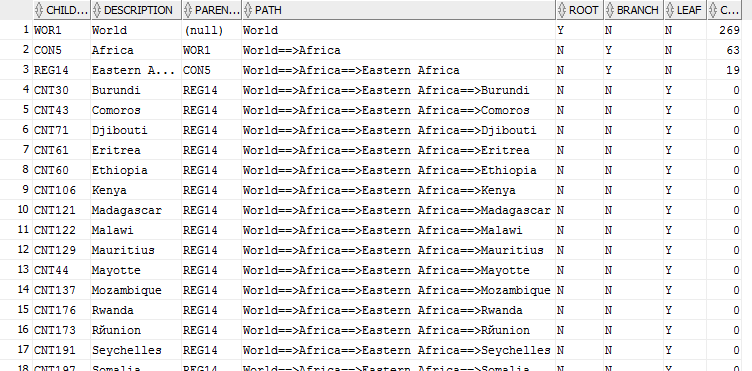 CHILD... DESCRIPTION PAREN... PATH ROOT BRANCH LEAF C...
1 WOR1 World (null) World Y N N 269
2 CON5 Africa WOR1 World==>Africa N Y N 63
3 REG14 Eastern A... CON5 World==>Africa==>Eastern Africa N Y N 19
4 CNT30 Burundi REG14 World==>Africa==>Eastern Africa==>Burundi N N Y 0
5 CNT43 Comoros REG14 World==>Africa==>Eastern Africa==>Comoros N N Y 0
6 CNT71 Djibouti REG14 World==>Africa==>Eastern Africa==>Djibouti N N Y 0
7 CNT61 Eritrea REG14 World==>Africa==>Eastern Africa==>Eritrea N N Y 0
8 CNT60 Ethiopia REG14 World==>Africa==>Eastern Africa==>Ethiopia N N Y 0
9 CNT106 Kenya REG14 World==>Africa==>Eastern Africa==>Kenya N N Y 0
10 CNT121 Madagascar REG14 World==>Africa==>Eastern Africa==>Madagascar N N Y 0
11 CNT122 Malawi REG14 World==>Africa==>Eastern Africa==>Malawi N N Y 0
12 CNT129 Mauritius REG14 World==>Africa==>Eastern Africa==>Mauritius N N Y 0
13 CNT44 Mayotte REG14 World==>Africa==>Eastern Africa==>Mayotte N N Y 0
14 CNT137 Mozambique REG14 World==>Africa==>Eastern Africa==>Mozambique N N Y 0
15 CNT176 Rwanda REG14 World==>Africa==>Eastern Africa==>Rwanda N N Y 0
16 CNT173 Rйunion REG14 World==>Africa==>Eastern Africa==>Rйunion N N Y 0
17 CNT191 Seychelles REG14 World==>Africa==>Eastern Africa==>Seychelles N N Y 0
18 CNT197 Somalia REG14 World==>Africa==>Eastern Africa==>Somalia N N Y 0